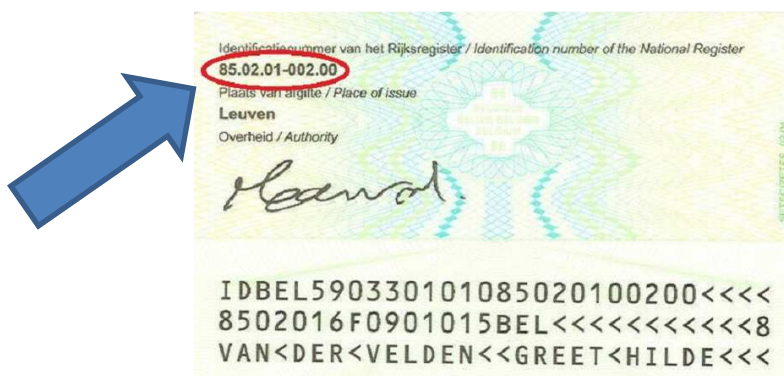 Identificatienummer van het Rijksregister / Identification number of the National Register
85.02.01-002.00
Plaats van afgifte / Place of issue
Leuven
Overheid / Authority
IDBEL590330101085020100200<<<<
8502016F0901015BEL<<<<<<<<<<<8
VAN<DER<VELDEN<<GREET<HILDE<<<